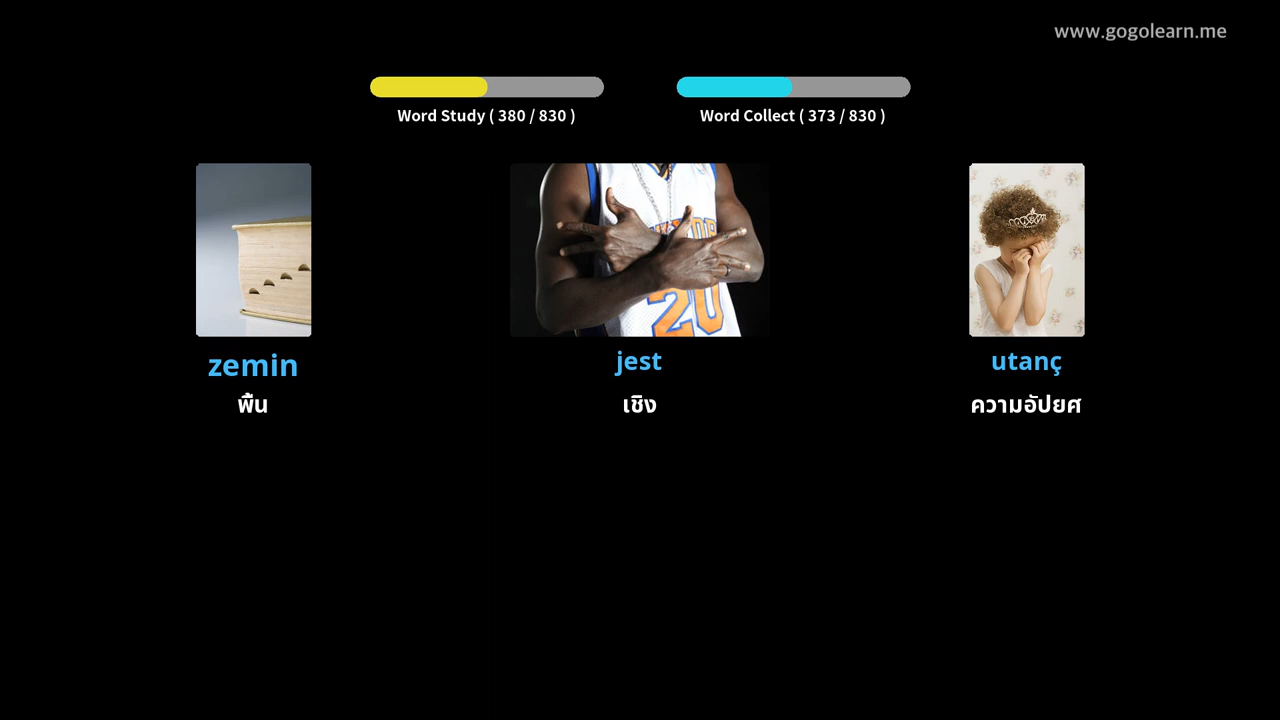 www.gogolearn.me
Word Study ( 380 / 830 )
Word Collect ( 373 / 830 )
20
zemin
jest
utanç
พื้น
เชิง
ความอัปยศ